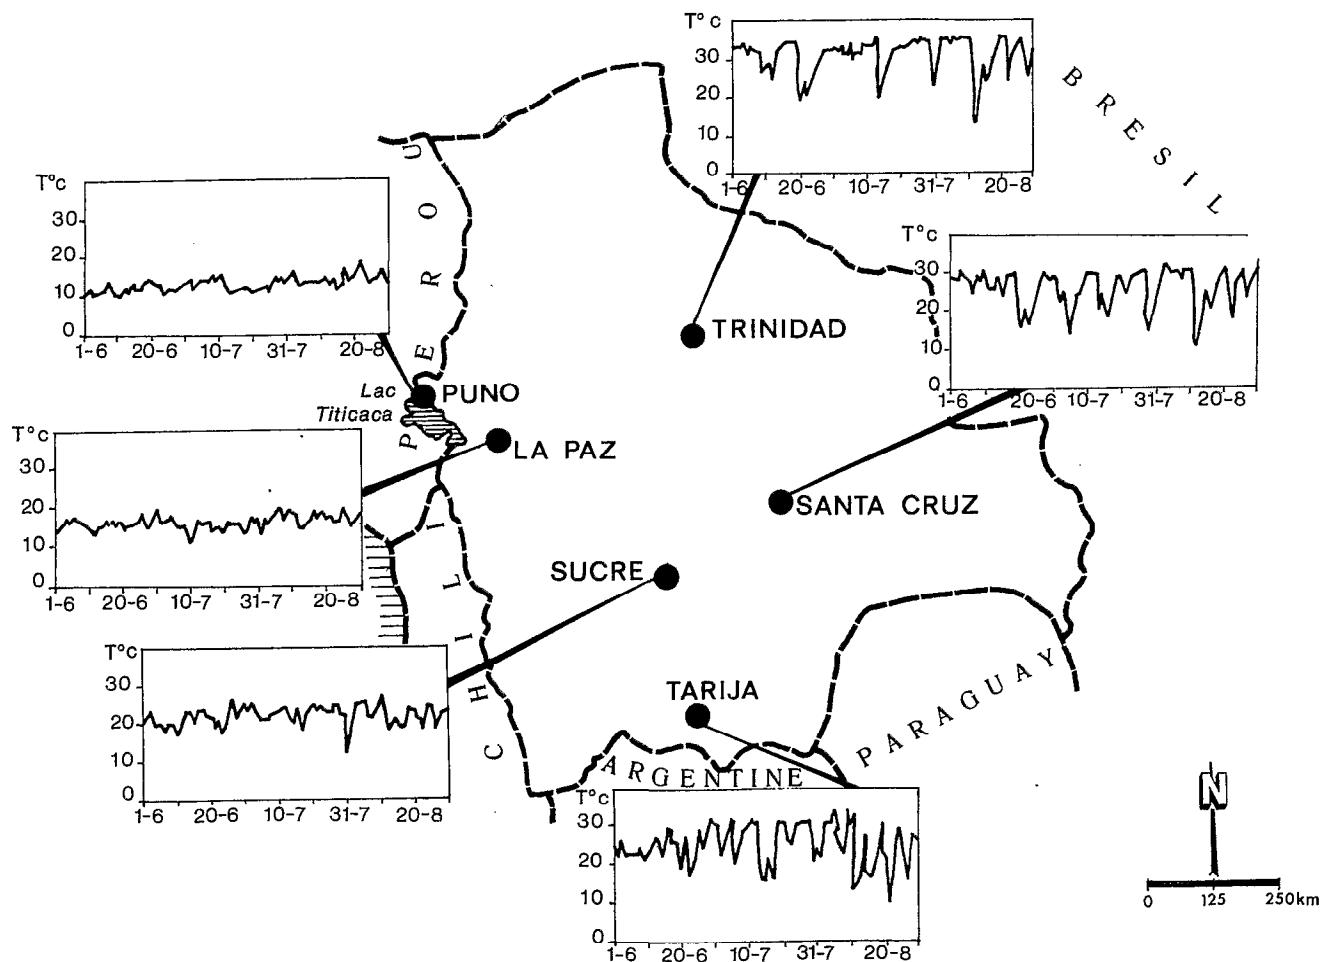 T°c
30
20
10
0
1-6 20-6 10-7 31-7 20-8
BRESIL
T°c
30
20
10
0
1-6 20-6 10-7 31-7 20-8
PEROU
T°c
30
20
10
0
1-6 20-6 10-7 31-7 20-8
TRINIDAD
Lac
Titicaca
PUNO
LA PAZ
T°c
30
20
10
0
1-6 20-6 10-7 31-7 20-8
SANTA CRUZ
SUCRE
CHILI
T°c
30
20
10
0
1-6 20-6 10-7 31-7 20-8
TARIJA
PARAGUAY
ARGENTINE
T°c
30
20
10
0
1-6 20-6 10-7 31-7 20-8
N
0 125 250km